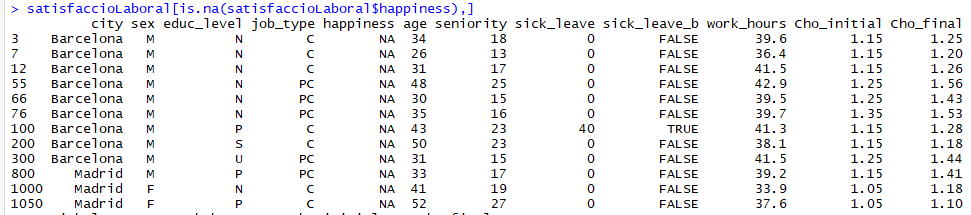 > satisfaccioLaboral[is.na(satisfaccioLaboral$happiness),]
city sex educ_level job_type happiness age seniority sick_leave sick_leave_b work_hours Cho_initial Cho_final
3 Barcelona M N C NA 34 18 0 FALSE 39.6 1.15 1.25
7 Barcelona M N C NA 26 13 0 FALSE 36.4 1.15 1.20
12 Barcelona M N C NA 31 17 0 FALSE 41.5 1.15 1.26
55 Barcelona M N PC NA 48 25 0 FALSE 42.9 1.25 1.56
66 Barcelona M N PC NA 30 15 0 FALSE 39.5 1.25 1.43
76 Barcelona M N PC NA 35 16 0 FALSE 39.7 1.35 1.53
100 Barcelona M P C NA 43 23 40 TRUE 41.3 1.15 1.28
200 Barcelona M S C NA 50 23 0 FALSE 38.1 1.15 1.18
300 Barcelona M U PC NA 31 15 0 FALSE 41.5 1.25 1.44
800 Madrid M P PC NA 33 17 0 FALSE 39.2 1.15 1.41
1000 Madrid F N C NA 41 19 0 FALSE 33.9 1.05 1.18
1050 Madrid F P C NA 52 27 0 FALSE 37.6 1.05 1.10